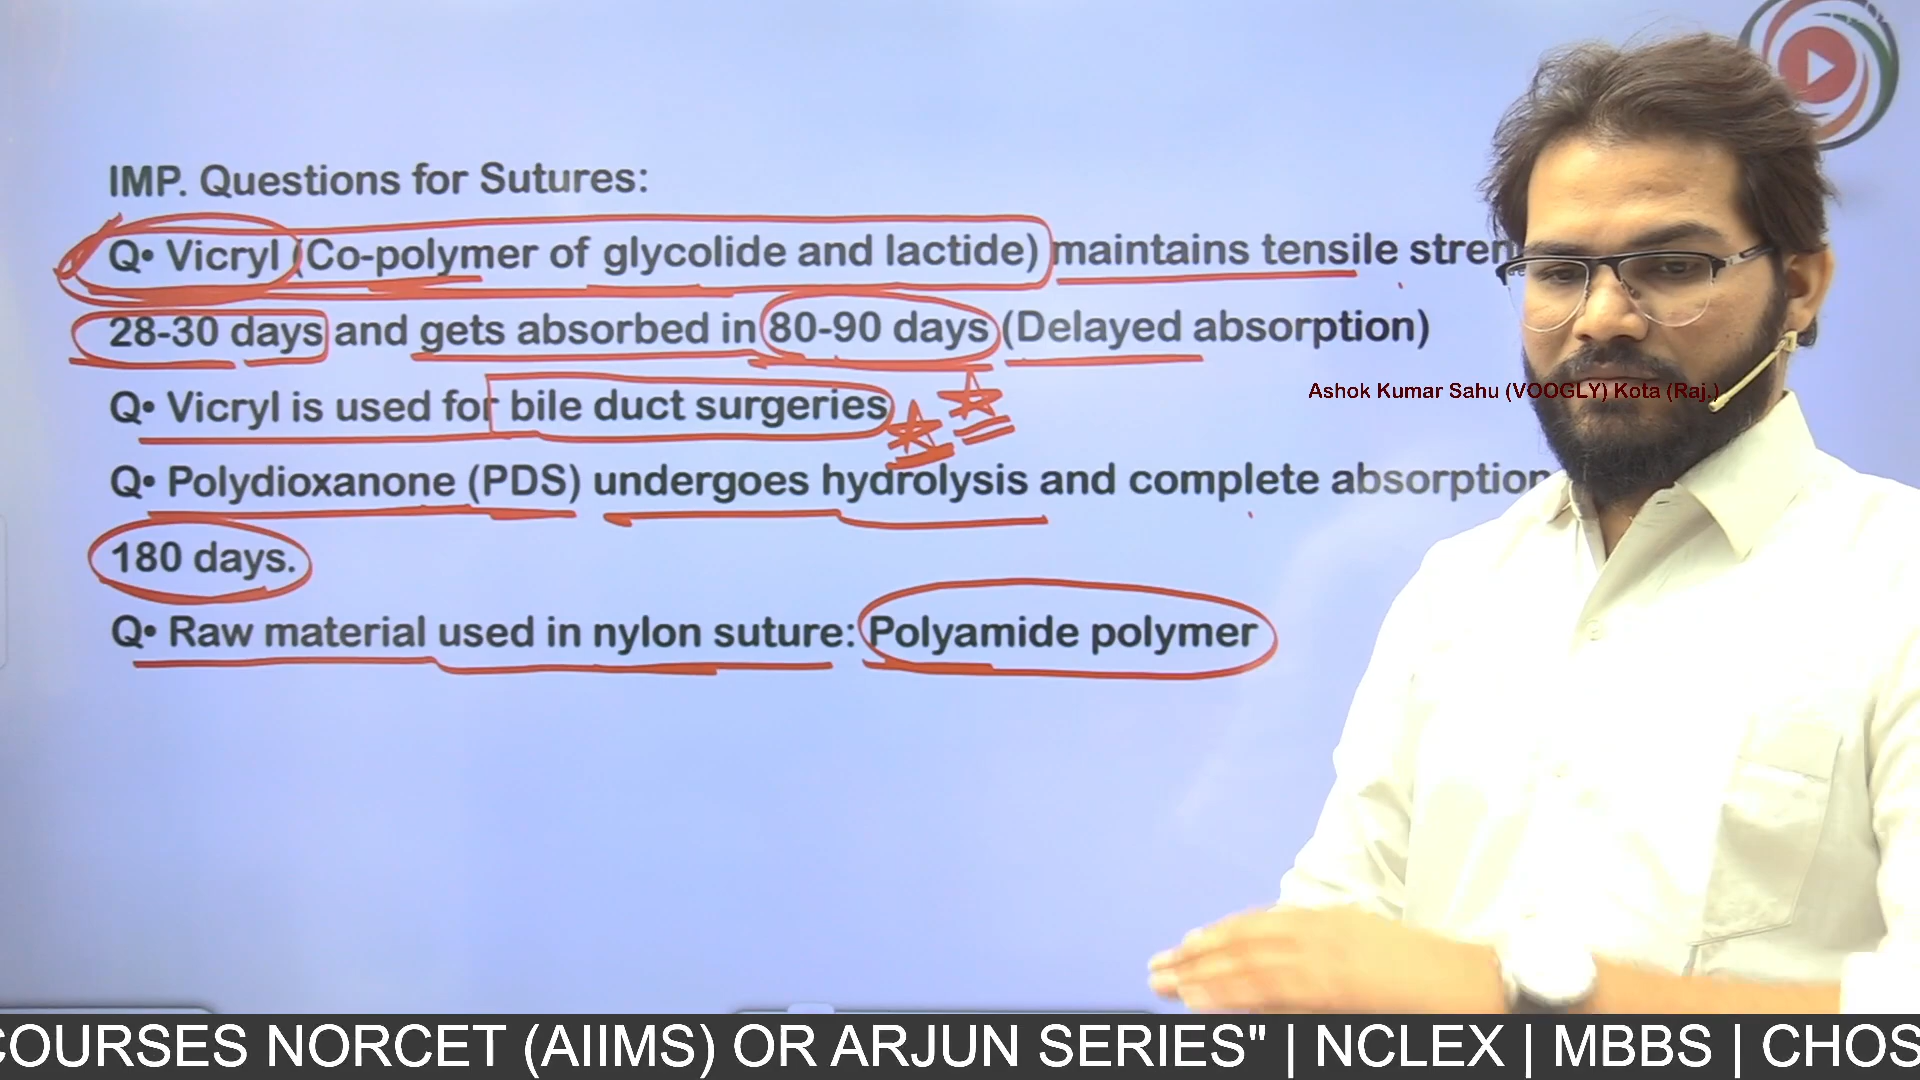 IMP. Questions for Sutures:
Q• Vicryl (Co-polymer of glycolide and lactide) maintains tensile
28-30 days and gets absorbed in 80-90 days (Delayed absorption)
Ashok Kumar Sahu (VOOGLY) Kota (Raj.)
Q• Vicryl is used for bile duct surgeries
Q• Polydioxanone (PDS) undergoes hydrolysis and complete absorption
180 days.
Q• Raw material used in nylon suture: Polyamide polymer
COURSES NORCET (AIIMS) OR ARJUN SERIES" | NCLEX | MBBS | CHOS